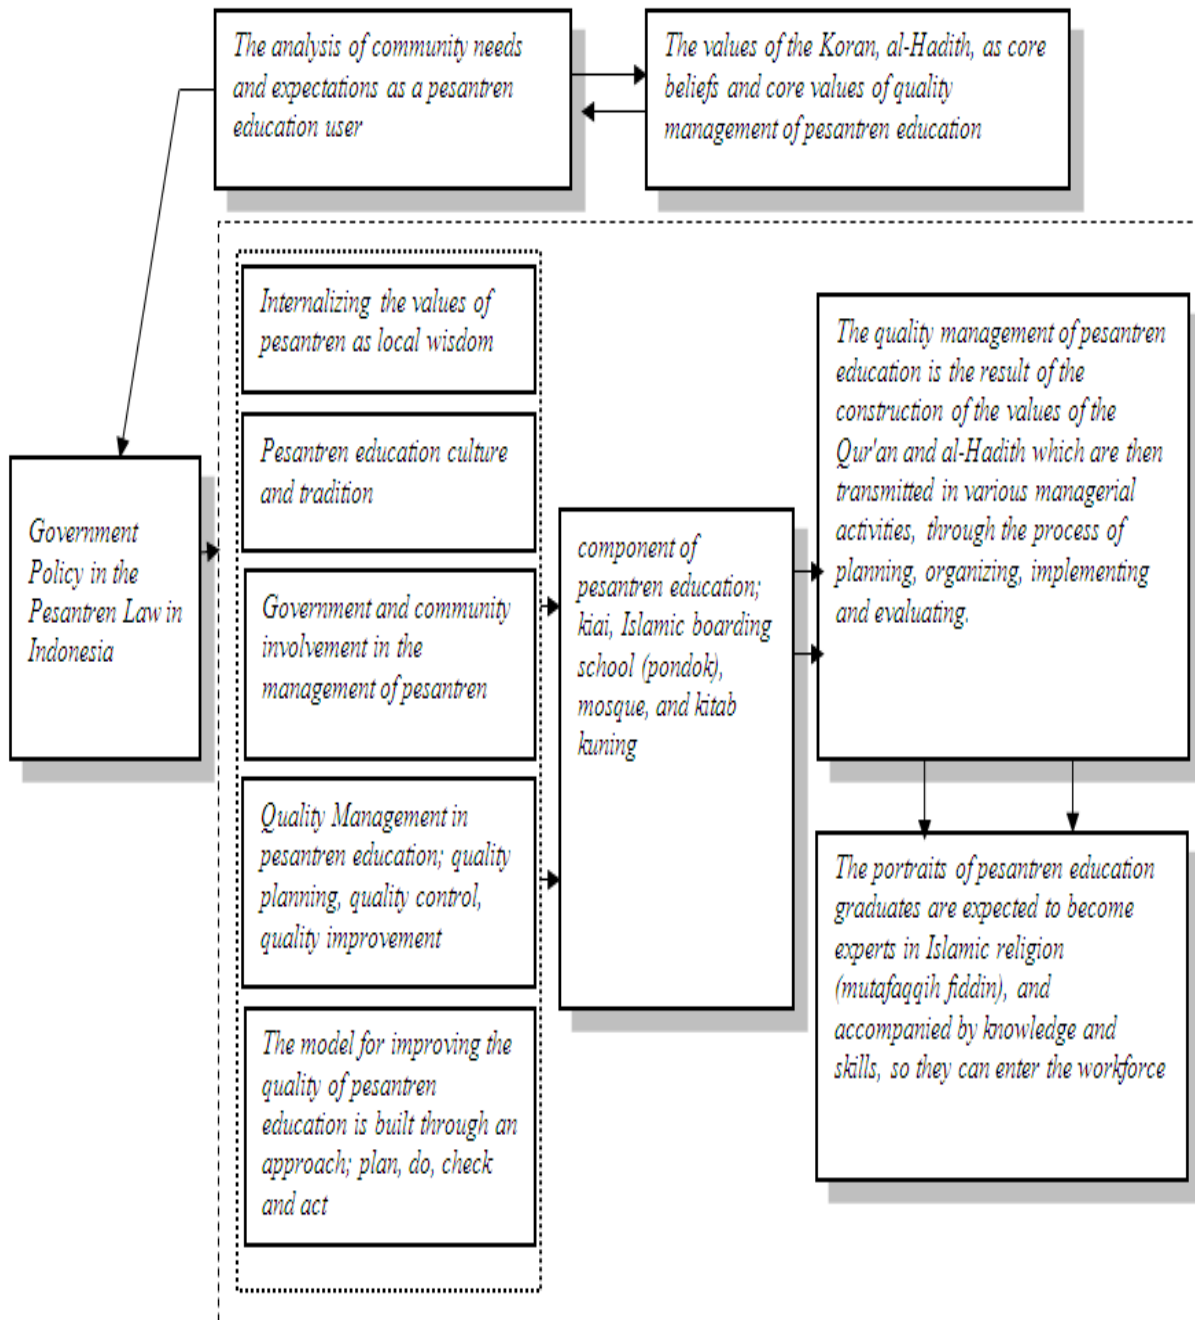 The analysis of community needs
and expectations as a pesantren
education user
The values of the Koran, al-Hadith, as core
beliefs and core values of quality
management of pesantren education
Government
Policy in the
Pesantren Law in
Indonesia
Internalizing the values of
pesantren as local wisdom
Pesantren education culture
and tradition
Government and community
involvement in the
management of pesantren
Quality Management in
pesantren education; quality
planning, quality control,
quality improvement
The model for improving the
quality of pesantren
education is built through an
approach; plan, do, check
and act
component of
pesantren education;
kiai, Islamic boarding
school (pondok),
mosque, and kitab
kuning
The quality management of pesantren
education is the result of the
construction of the values of the
Qur'an and al-Hadith which are then
transmitted in various managerial
activities, through the process of
planning, organizing, implementing
and evaluating.
The portraits of pesantren education
graduates are expected to become
experts in Islamic religion
(mutafaqqih fiddin), and
accompanied by knowledge and
skills, so they can enter the workforce